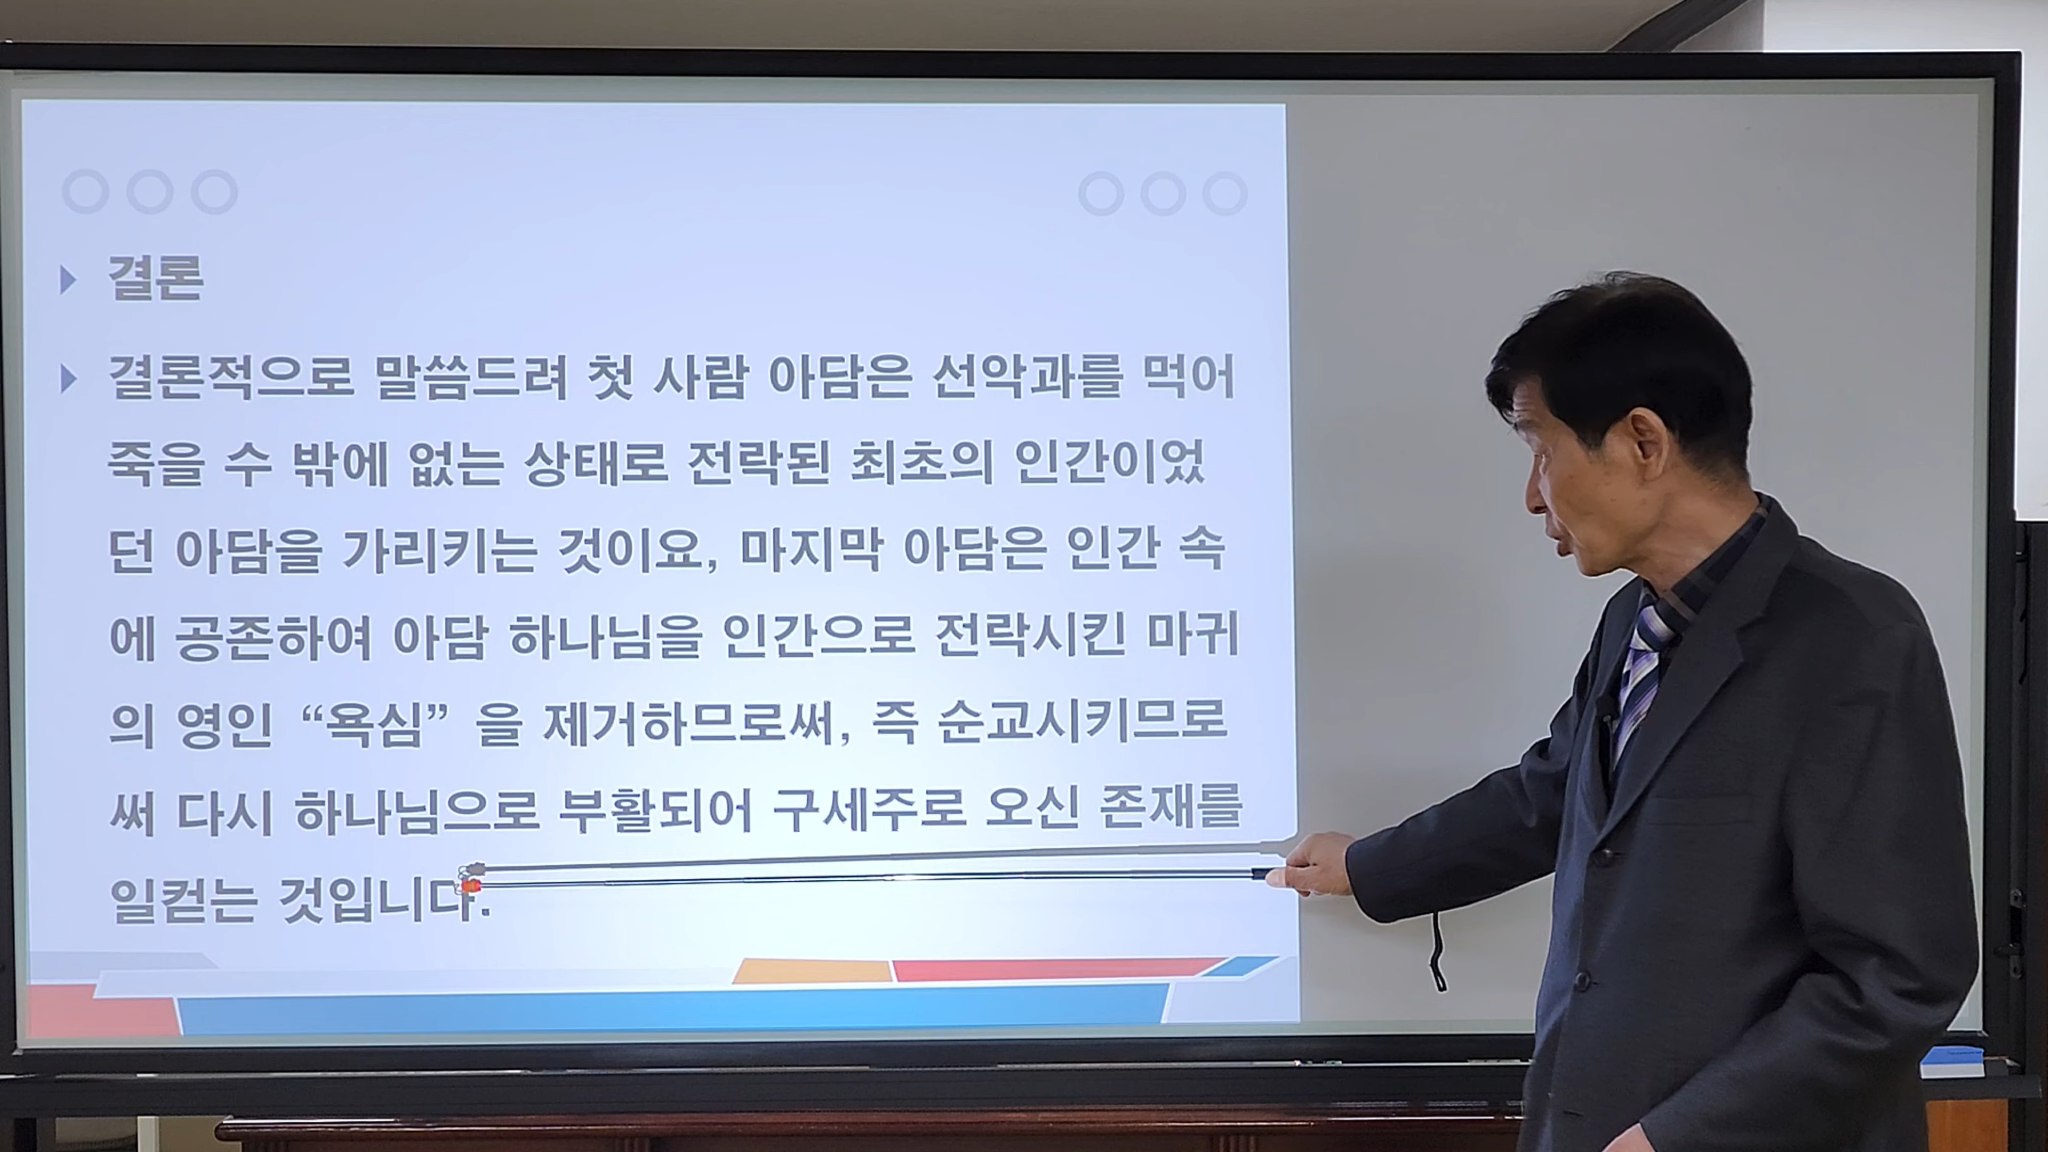 결론
결론적으로 말씀드려 첫 사람 아담은 선악과를 먹어
죽을 수 밖에 없는 상태로 전락된 최초의 인간이었
던 아담을 가리키는 것이요, 마지막 아담은 인간 속
에 공존하여 아담 하나님을 인간으로 전락시킨 마귀
의 영인 “욕심” 을 제거하므로써, 즉 순교시키므로
써 다시 하나님으로 부활되어 구세주로 오신 존재를
일컫는 것입니다.